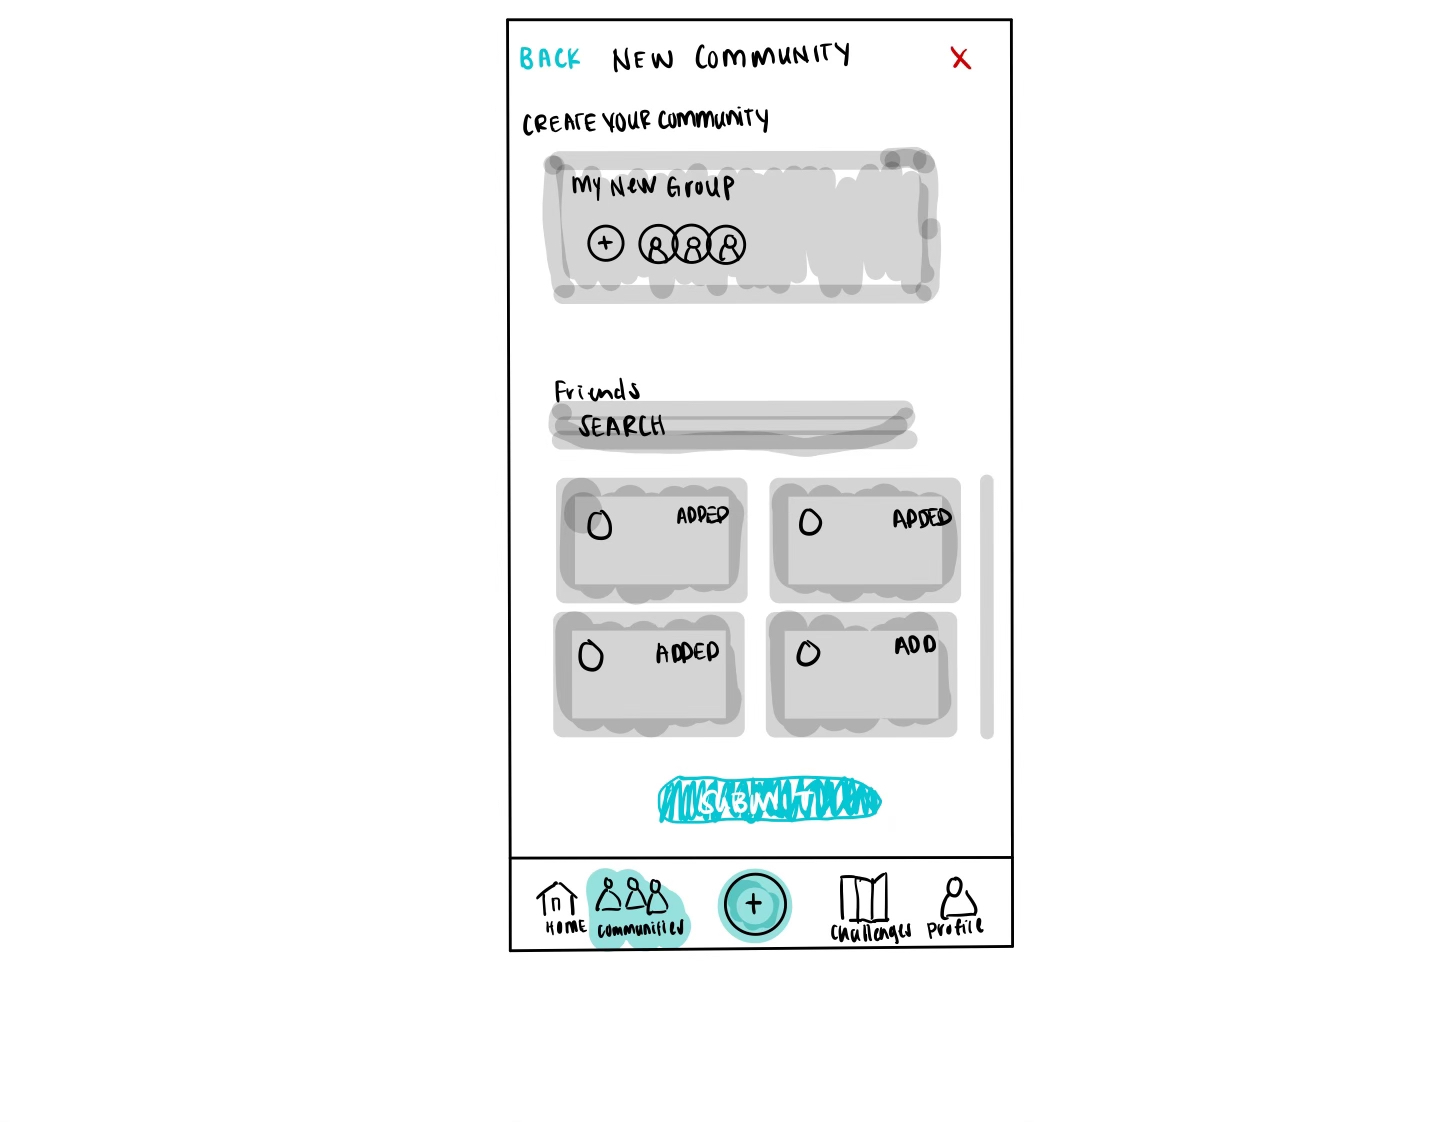 BACK NEW COMMUNITY X
CREATE YOUR COMMUNITY
My New Group
+
Friends
SEARCH
ADDED ADDED
ADDED ADD
SUBMIT
HOME Communities + Challenges Profile